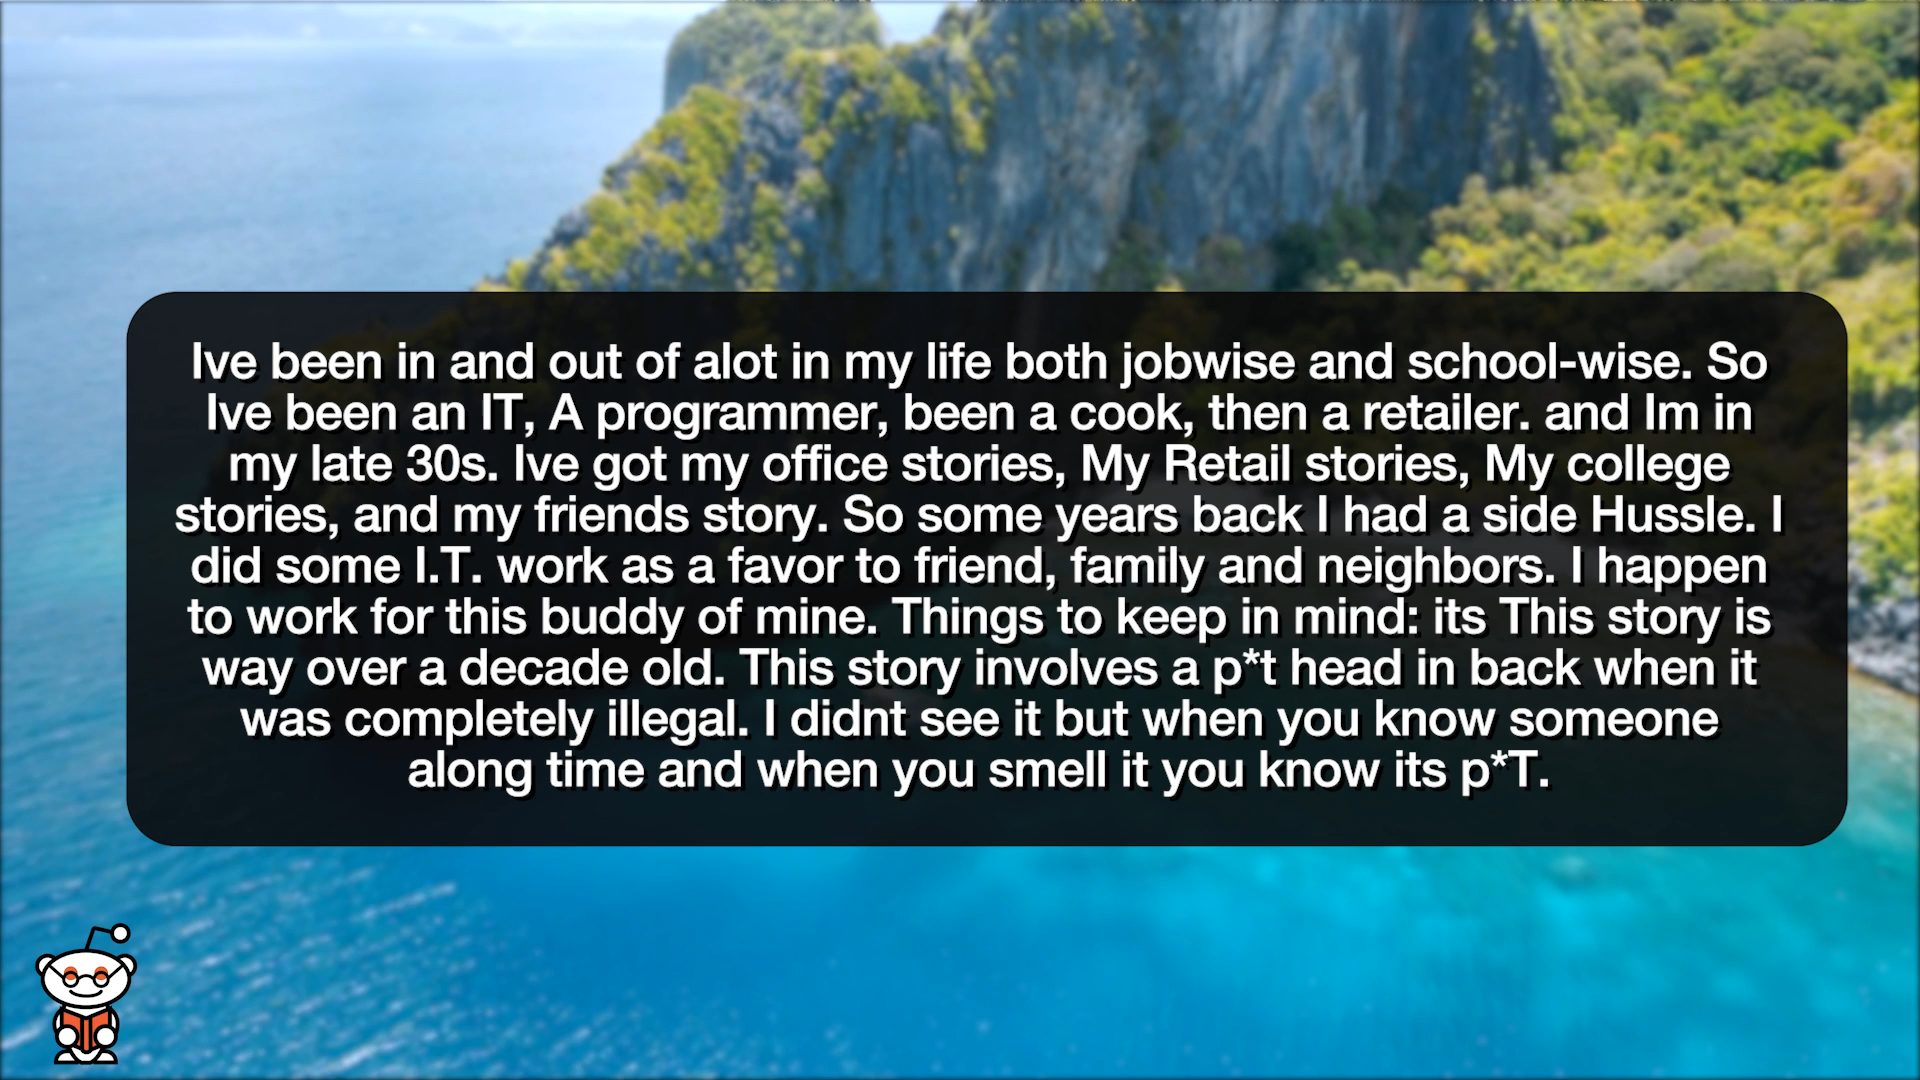 Ive been in and out of alot in my life both jobwise and school-wise. So
Ive been an IT, A programmer, been a cook, then a retailer. and Im in
my late 30s. Ive got my office stories, My Retail stories, My college
stories, and my friends story. So some years back I had a side Hussle. I
did some I.T. work as a favor to friend, family and neighbors. I happen
to work for this buddy of mine. Things to keep in mind: its This story is
way over a decade old. This story involves a p*t head in back when it
was completely illegal. I didnt see it but when you know someone
along time and when you smell it you know its p*T.